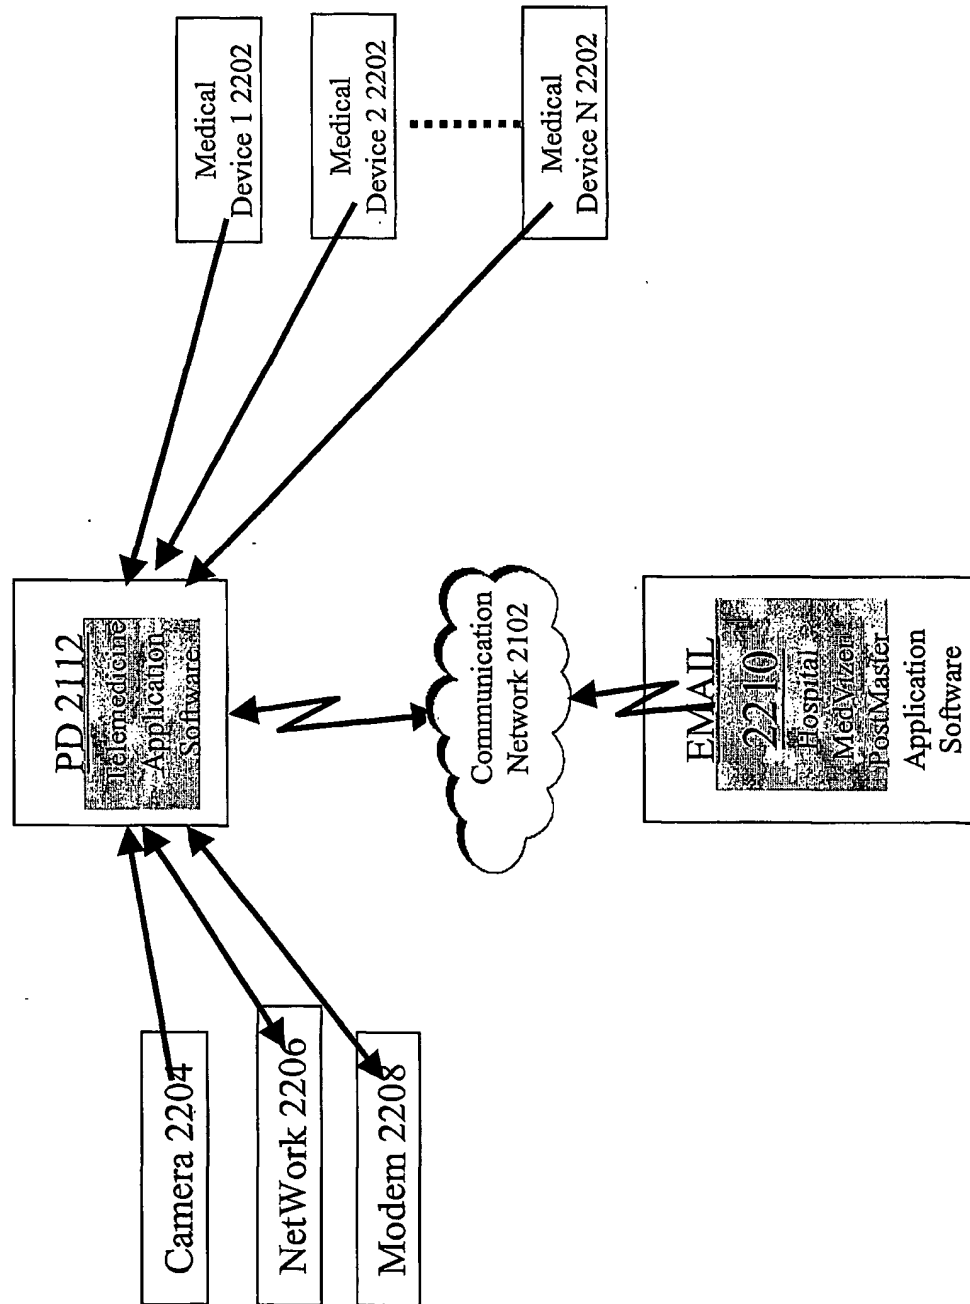 Camera 2204
NetWork 2206
Modem 2208
PD 2112
Telemedicine
Application
Software
Communication
Network 2102
EMAIL
2210
Hospital
MedVizer
PostMaster
Application
Software
Medical
Device 1 2202
Medical
Device 2 2202
Medical
Device N 2202